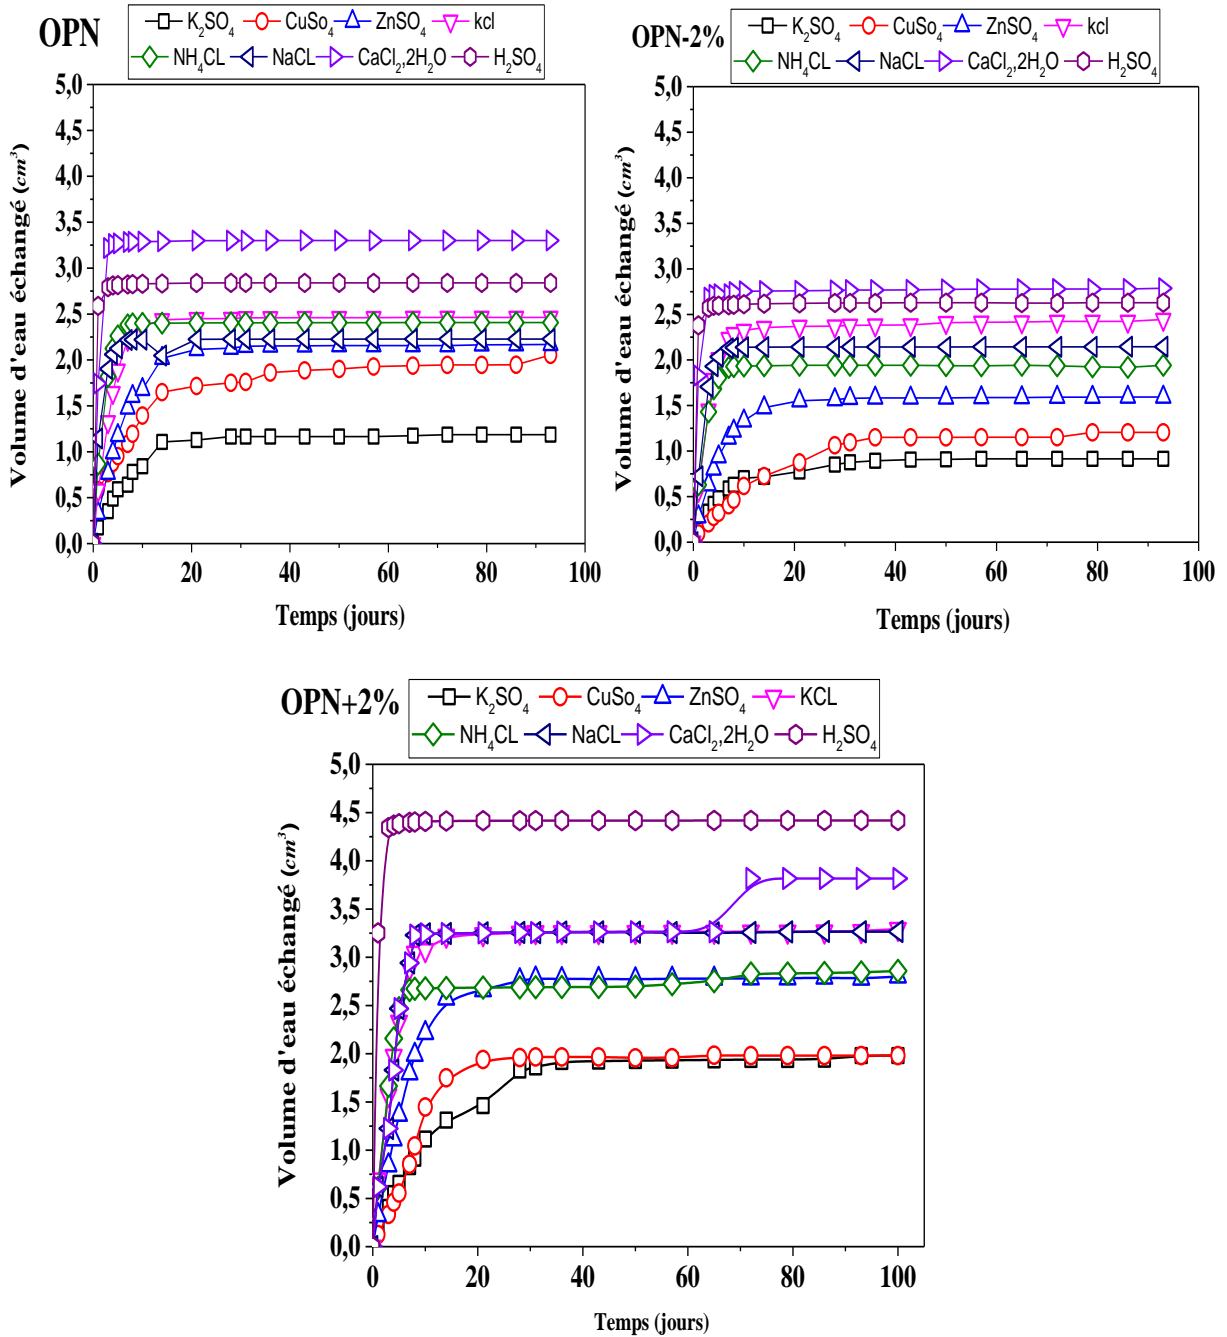 OPN
K₂SO₄ CuSo₄ ZnSO₄ kcl
NH₄CL NaCL CaCl₂,2H₂O H₂SO₄
5,0
4,5
4,0
3,5
3,0
2,5
2,0
1,5
1,0
0,5
0,0
Volume d'eau échangé (cm³)
0 20 40 60 80 100
Temps (jours)
OPN-2%
K₂SO₄ CuSO₄ ZnSO₄ kcl
NH₄CL NaCL CaCl₂,2H₂O H₂SO₄
5,0
4,5
4,0
3,5
3,0
2,5
2,0
1,5
1,0
0,5
0,0
Volume d'eau échangé (cm³)
0 20 40 60 80 100
Temps (jours)
OPN+2%
K₂SO₄ CuSo₄ ZnSO₄ KCL
NH₄CL NaCL CaCl₂,2H₂O H₂SO₄
5,0
4,5
4,0
3,5
3,0
2,5
2,0
1,5
1,0
0,5
0,0
Volume d'eau échangé (cm³)
0 20 40 60 80 100
Temps (jours)